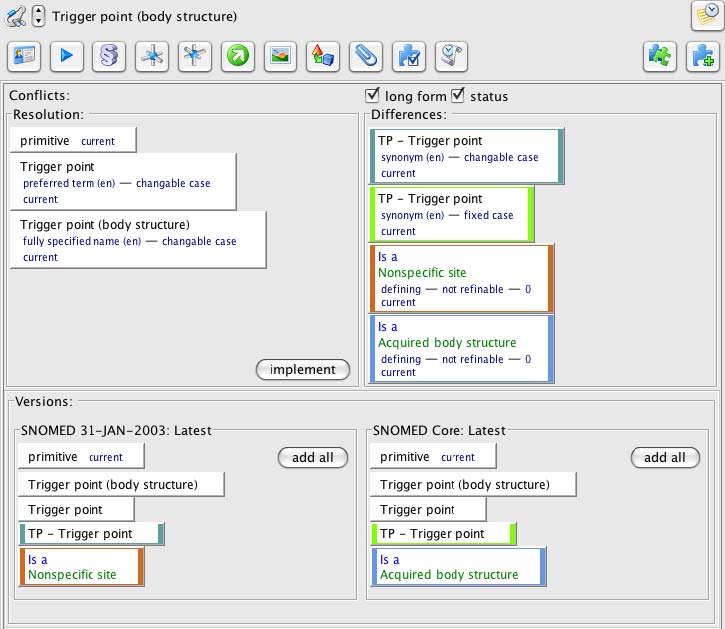 Trigger point (body structure)
Conflicts:
long form status
Resolution:
primitive current
Trigger point
preferred term (en) — changable case
current
Trigger point (body structure)
fully specified name (en) — changable case
current
implement
Differences:
TP - Trigger point
synonym (en) — changable case
current
TP - Trigger point
synonym (en) — fixed case
current
Is a
Nonspecific site
defining — not refinable — 0
current
Is a
Acquired body structure
defining — not refinable — 0
current
Versions:
SNOMED 31-JAN-2003: Latest
primitive current
add all
Trigger point (body structure)
Trigger point
TP - Trigger point
Is a
Nonspecific site
SNOMED Core: Latest
primitive current
add all
Trigger point (body structure)
Trigger point
TP - Trigger point
Is a
Acquired body structure